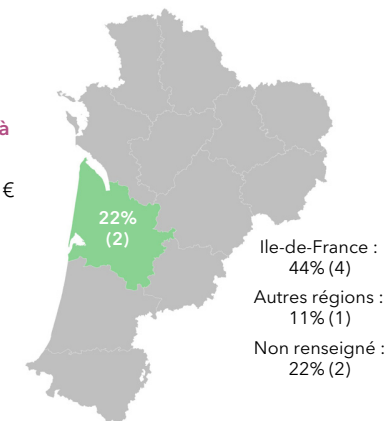 à
€
22%
(2)
Ile-de-France :
44% (4)
Autres régions :
11% (1)
Non renseigné :
22% (2)